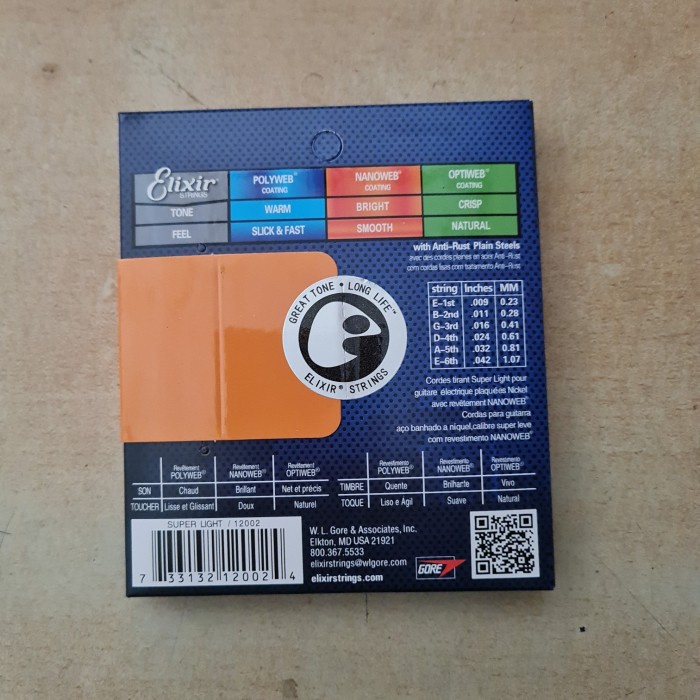 Elixir® POLYWEB® NANOWEB® OPTIWEB®
STRINGS COATING COATING COATING
TONE WARM BRIGHT CRISP
FEEL SLICK & FAST SMOOTH NATURAL
with Anti-Rust Plain Steels
avec des cordes pleines en acier Anti-Rust
com cordas lisas com tratamento Anti-Rust
string Inches MM
E-1st .009 0.23
B-2nd .011 0.28
G-3rd .016 0.41
D-4th .024 0.61
A-5th .032 0.81
E-6th .042 1.07
GREAT TONE • LONG LIFE™
ELIXIR® STRINGS
Cordes tirant Super Light pour
guitare électrique plaquées Nickel
avec revêtement NANOWEB®
Cordas para guitarra
aço banhado a níquel,calibra super leve
com revestimento NANOWEB®
Revêtement Revêtement Revêtement
POLYWEB® NANOWEB® OPTIWEB®
SON Chaud Brillant Net et précis
TOUCHER Lisse et Glissant Doux Naturel
Revestimento Revestimento Revestimento
POLYWEB® NANOWEB® OPTIWEB®
TIMBRE Quente Brilharte Vivo
TOQUE Liso e Agil Suave Natural
SUPER LIGHT / 12002
7 33132 12002 4
W. L. Gore & Associates, Inc.
Elkton, MD USA 21921
800.367.5533
elixirstrings@wlgore.com
elixirstrings.com
GORE